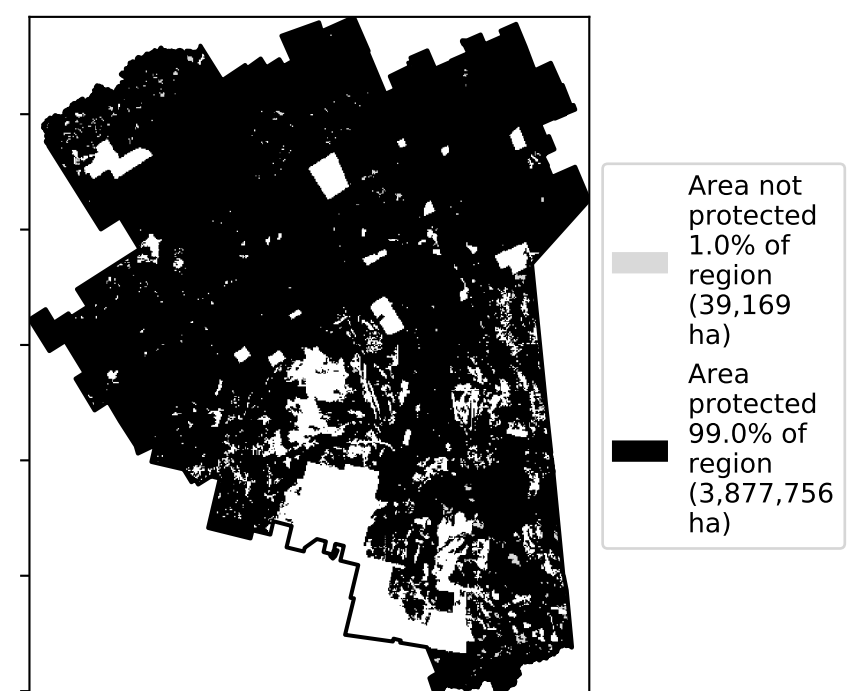 Area not
protected
1.0% of
region
(39,169
ha)
Area
protected
99.0% of
region
(3,877,756
ha)